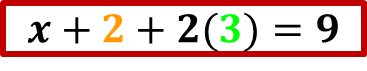 x + 2 + 2(3) = 9